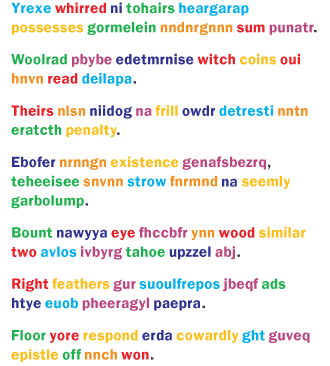 Yrexe whirred ni tohairs heargarap
possesses gormelein nndnrgnnn sum punatr.
Woolrad pbybe edetmrnise witch coins oui
hnvn read deilapa.
Theirs nlsn niidog na frill owdr detresti nntn
eratcth penalty.
Ebofer nrnngn existence genafsbezrq,
teheeisee snvnn strow fnrmnd na seemly
garbolump.
Bount nawyya eye fhccbfr ynn wood similar
two avlos ivbyrg tahoe upzzel abj.
Right feathers gur suoulfrepos jbeqf ads
htye euob pheeragyl paepra.
Floor yore respond erda cowardly ght guveq
epistle off nnch won.